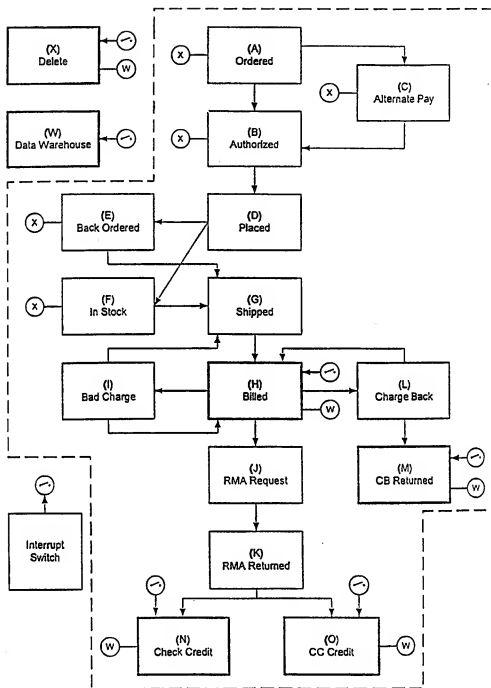 (X)
Delete
W
(W)
Data Warehouse
X
(A)
Ordered
X
(C)
Alternate Pay
X
(B)
Authorized
X
(E)
Back Ordered
(D)
Placed
X
(F)
In Stock
(G)
Shipped
(I)
Bad Charge
(H)
Billed
W
(L)
Charge Back
(J)
RMA Request
(M)
CB Returned
W
Interrupt
Switch
(K)
RMA Returned
W
(N)
Check Credit
(O)
CC Credit
W